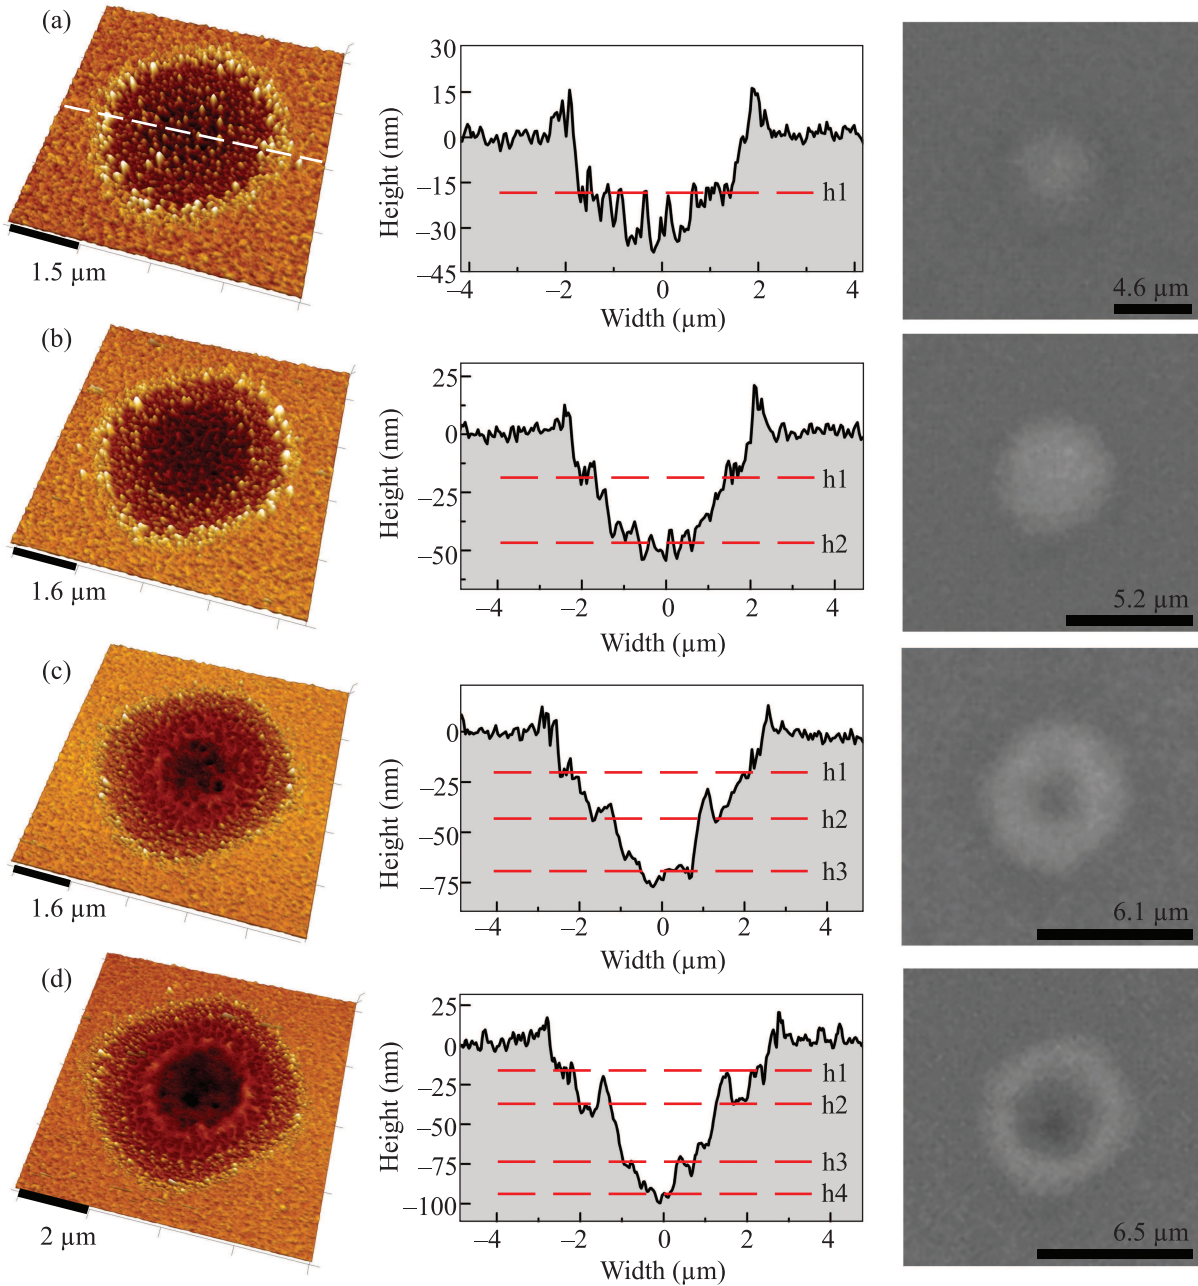 (a)
1.5 µm
30
15
0
–15
–30
–45
Height (nm)
h1
–4
–2
0
2
4
Width (µm)
4.6 µm
(b)
1.6 µm
25
0
–25
–50
Height (nm)
h1
h2
–4
–2
0
2
4
Width (µm)
5.2 µm
(c)
1.6 µm
0
–25
–50
–75
Height (nm)
h1
h2
h3
–4
–2
0
2
4
Width (µm)
6.1 µm
(d)
2 µm
25
0
–25
–50
–75
–100
Height (nm)
h1
h2
h3
h4
–4
–2
0
2
4
Width (µm)
6.5 µm